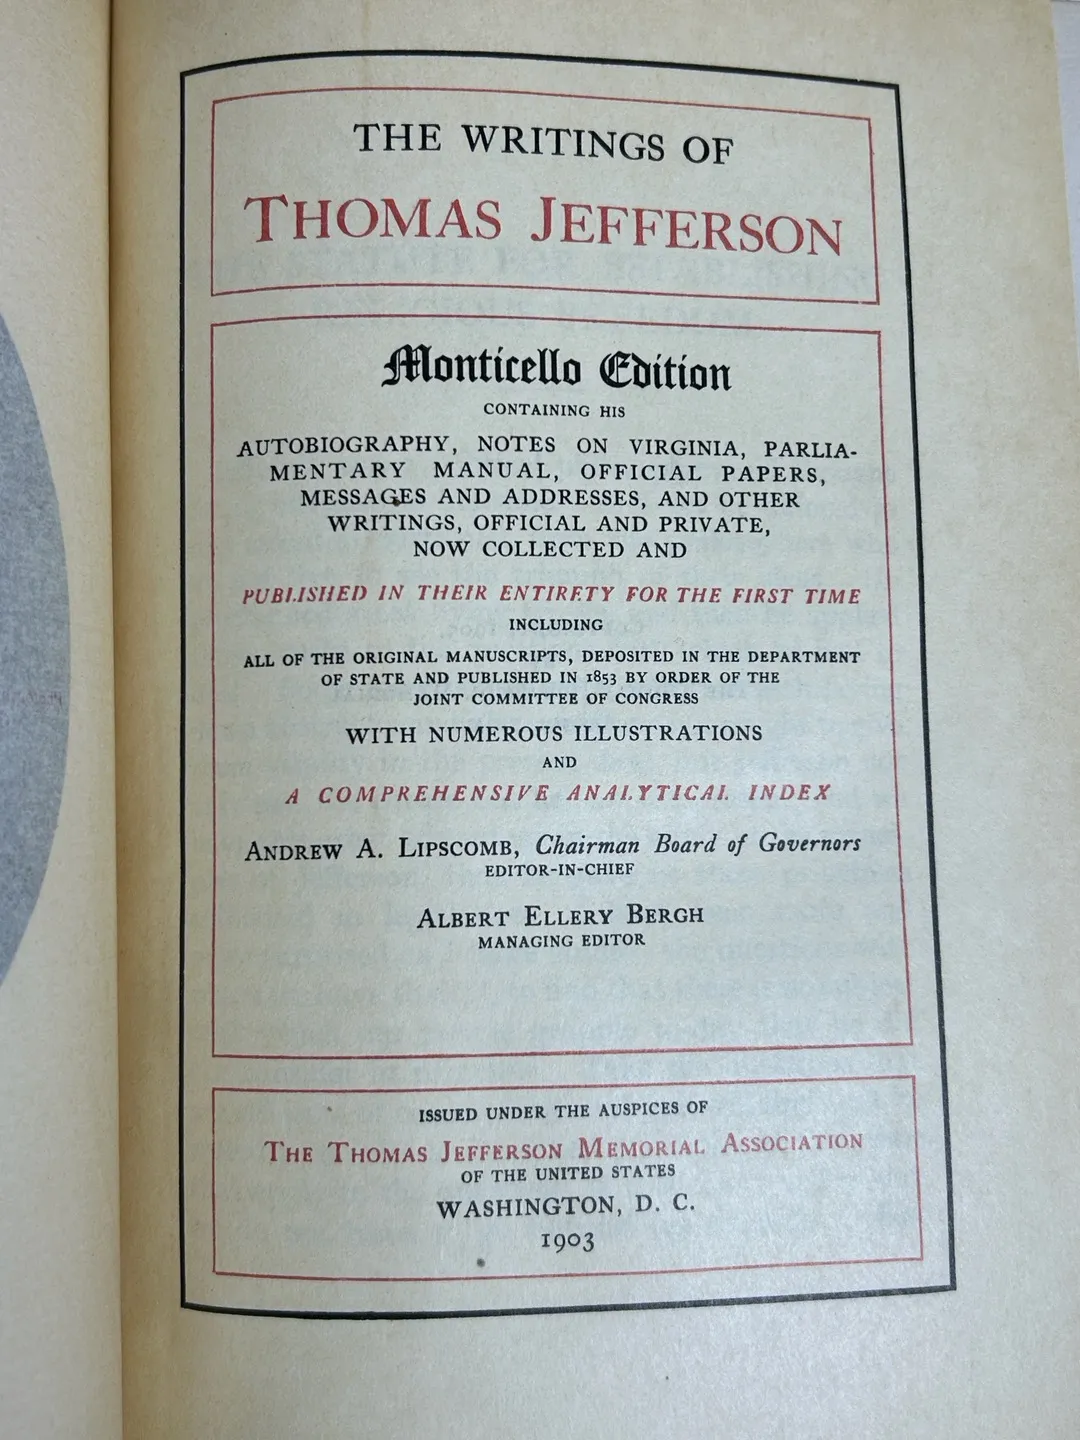 THE WRITINGS OF
THOMAS JEFFERSON
Monticello Edition
CONTAINING HIS
AUTOBIOGRAPHY, NOTES ON VIRGINIA, PARLIA-
MENTARY MANUAL, OFFICIAL PAPERS,
MESSAGES AND ADDRESSES, AND OTHER
WRITINGS, OFFICIAL AND PRIVATE,
NOW COLLECTED AND
PUBLISHED IN THEIR ENTIRETY FOR THE FIRST TIME
INCLUDING
ALL OF THE ORIGINAL MANUSCRIPTS, DEPOSITED IN THE DEPARTMENT
OF STATE AND PUBLISHED IN 1853 BY ORDER OF THE
JOINT COMMITTEE OF CONGRESS
WITH NUMEROUS ILLUSTRATIONS
AND
A COMPREHENSIVE ANALYTICAL INDEX
ANDREW A. LIPSCOMB, Chairman Board of Governors
EDITOR-IN-CHIEF
ALBERT ELLERY BERGH
MANAGING EDITOR
ISSUED UNDER THE AUSPICES OF
THE THOMAS JEFFERSON MEMORIAL ASSOCIATION
OF THE UNITED STATES
WASHINGTON, D. C.
1903